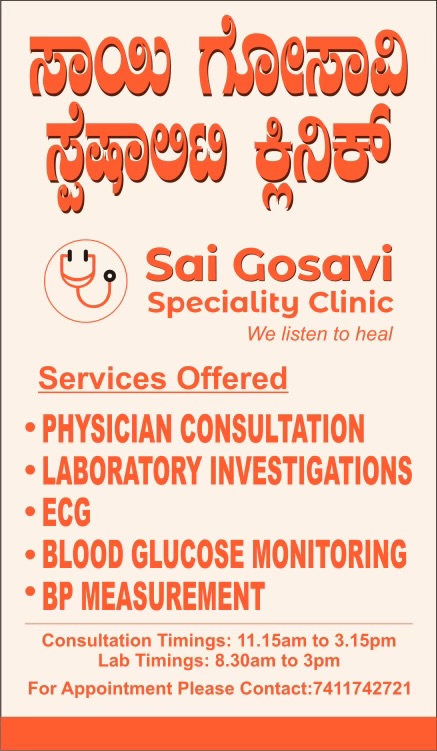 ಸಾಯಿ ಗೋಸಾವಿ
ಸ್ಪೆಷಾಲಿಟಿ ಕ್ಲಿನಿಕ್
Sai Gosavi
Speciality Clinic
We listen to heal
Services Offered
• PHYSICIAN CONSULTATION
• LABORATORY INVESTIGATIONS
• ECG
• BLOOD GLUCOSE MONITORING
• BP MEASUREMENT
Consultation Timings: 11.15am to 3.15pm
Lab Timings: 8.30am to 3pm
For Appointment Please Contact:7411742721